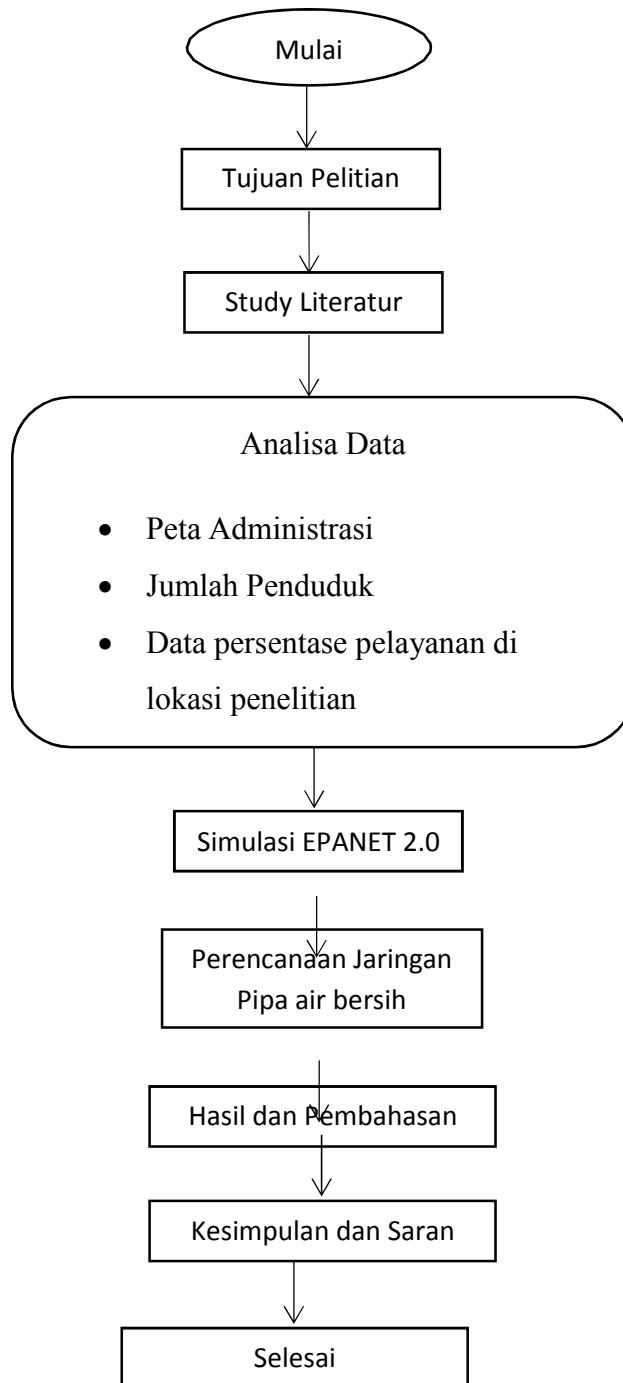 Mulai
Tujuan Pelitian
Study Literatur
Analisa Data
• Peta Administrasi
• Jumlah Penduduk
• Data persentase pelayanan di
lokasi penelitian
Simulasi EPANET 2.0
Perencanaan Jaringan
Pipa air bersih
Hasil dan Pembahasan
Kesimpulan dan Saran
Selesai